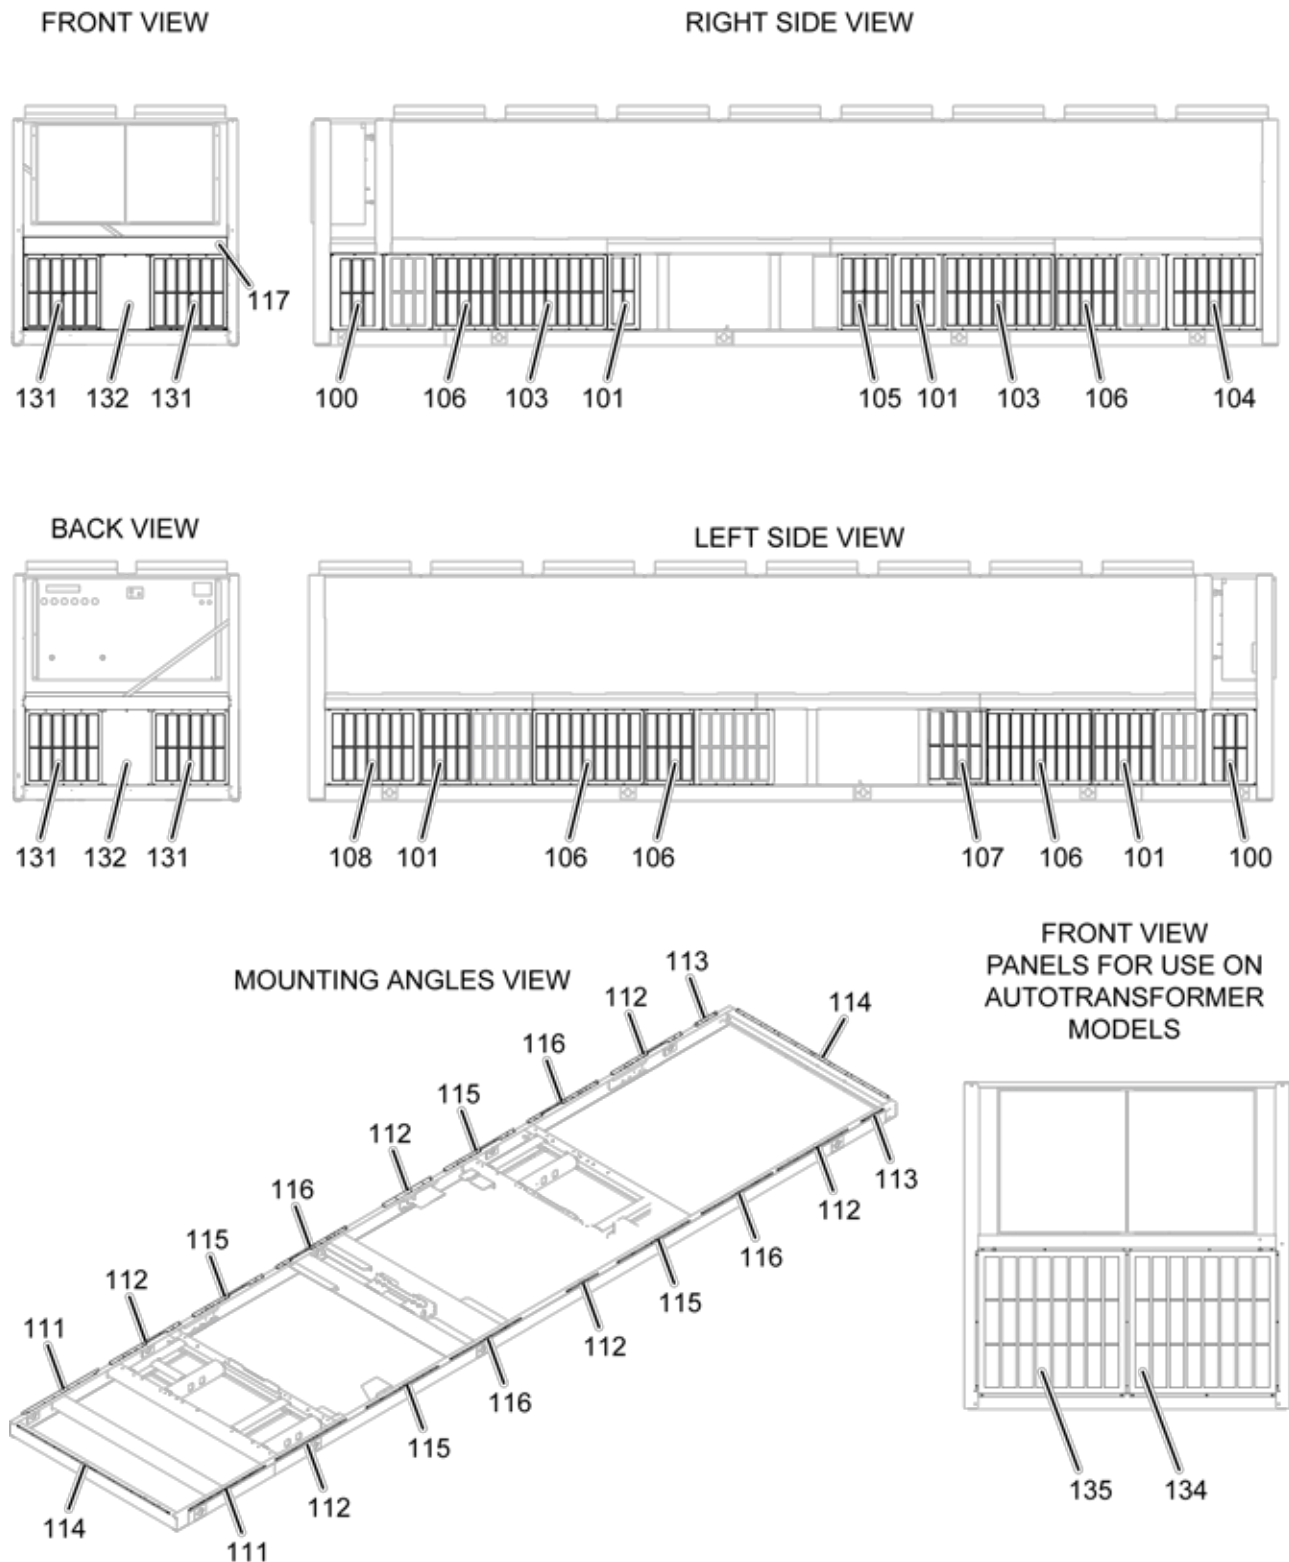 FRONT VIEW
RIGHT SIDE VIEW
117
131 132 131
100 106 103 101 105 101 103 106 104
BACK VIEW
LEFT SIDE VIEW
131 132 131
108 101 106 106 107 106 101 100
MOUNTING ANGLES VIEW
113
112
114
116
115
112
116
115
112
111
113
112
116
115
112
116
115
112
111
114
FRONT VIEW
PANELS FOR USE ON
AUTOTRANSFORMER
MODELS
135 134